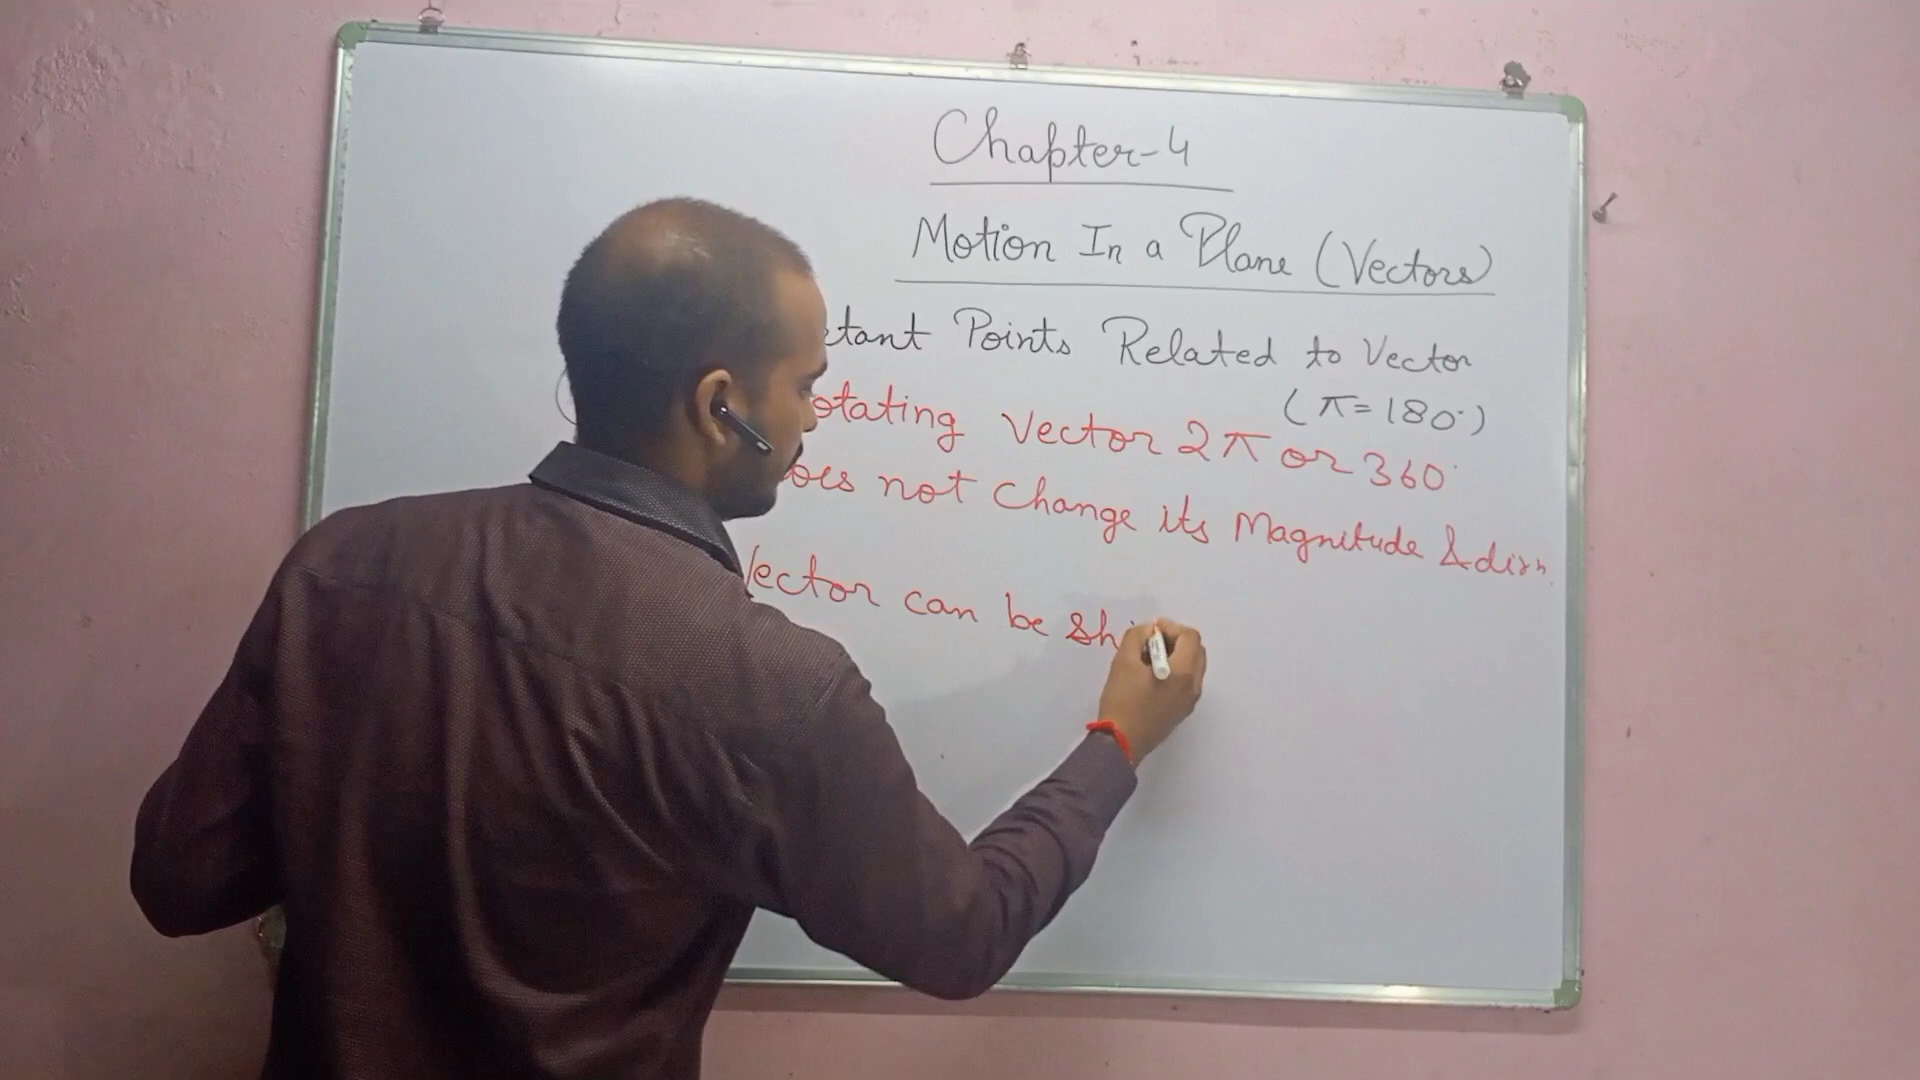 Chapter-4
Motion In a Plane (Vectors)
tant Points Related to Vector
(π=180°)
otating Vector 2π or 360°
oes not change its Magnitude & dirn.
Vector can be sh